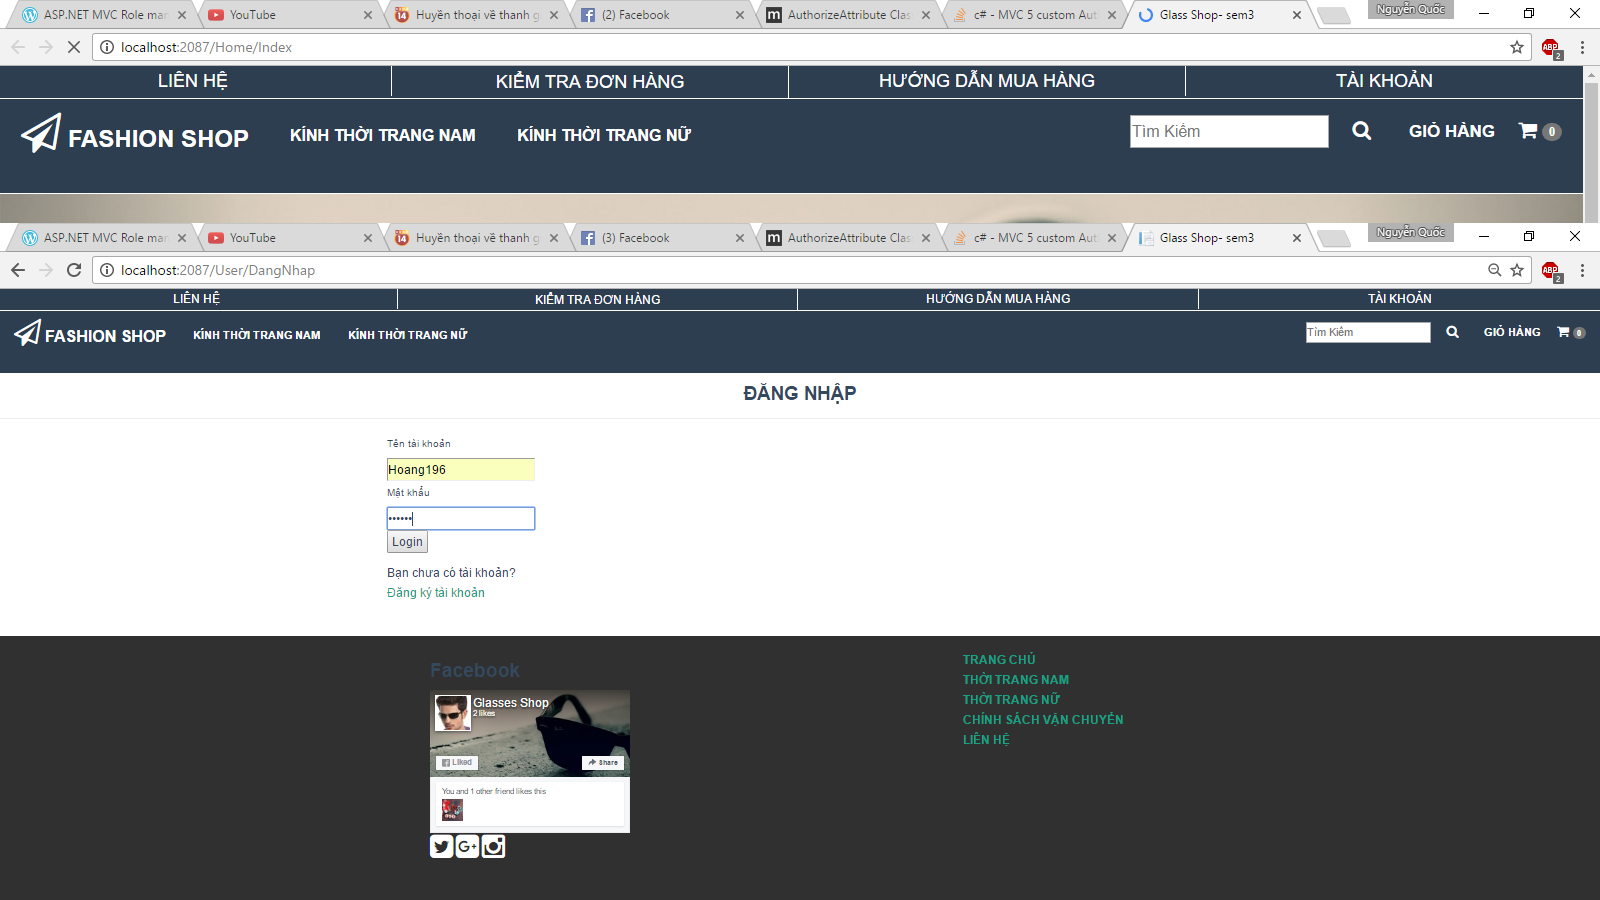 ASP.NET MVC Role mar
YouTube
Huyền thoại về thanh g
(2) Facebook
AuthorizeAttribute Clas
c# - MVC 5 custom Aut
Glass Shop- sem3
Nguyễn Quốc
localhost:2087/Home/Index
ABP
2
LIÊN HỆ
KIỂM TRA ĐƠN HÀNG
HƯỚNG DẪN MUA HÀNG
TÀI KHOẢN
FASHION SHOP
KÍNH THỜI TRANG NAM
KÍNH THỜI TRANG NỮ
Tìm Kiếm
GIỎ HÀNG
0
ASP.NET MVC Role mar
YouTube
Huyền thoại về thanh g
(3) Facebook
AuthorizeAttribute Clas
c# - MVC 5 custom Aut
Glass Shop- sem3
Nguyễn Quốc
localhost:2087/User/DangNhap
ABP
2
LIÊN HỆ
KIỂM TRA ĐƠN HÀNG
HƯỚNG DẪN MUA HÀNG
TÀI KHOẢN
FASHION SHOP
KÍNH THỜI TRANG NAM
KÍNH THỜI TRANG NỮ
Tìm Kiếm
GIỎ HÀNG
0
ĐĂNG NHẬP
Tên tài khoản
Hoang196
Mật khẩu
••••••
Login
Bạn chưa có tài khoản?
Đăng ký tài khoản
Facebook
Glasses Shop
2 likes
Liked
Share
You and 1 other friend likes this
TRANG CHỦ
THỜI TRANG NAM
THỜI TRANG NỮ
CHÍNH SÁCH VẬN CHUYỂN
LIÊN HỆ